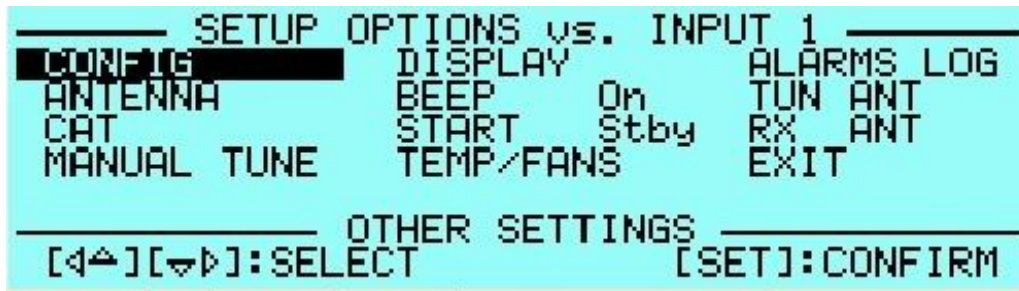 SETUP OPTIONS vs. INPUT 1
CONFIG DISPLAY ALARMS LOG
ANTENNA BEEP On TUN ANT
CAT START Stby RX ANT
MANUAL TUNE TEMP/FANS EXIT
OTHER SETTINGS
[◁△][▽▷]:SELECT [SET]:CONFIRM